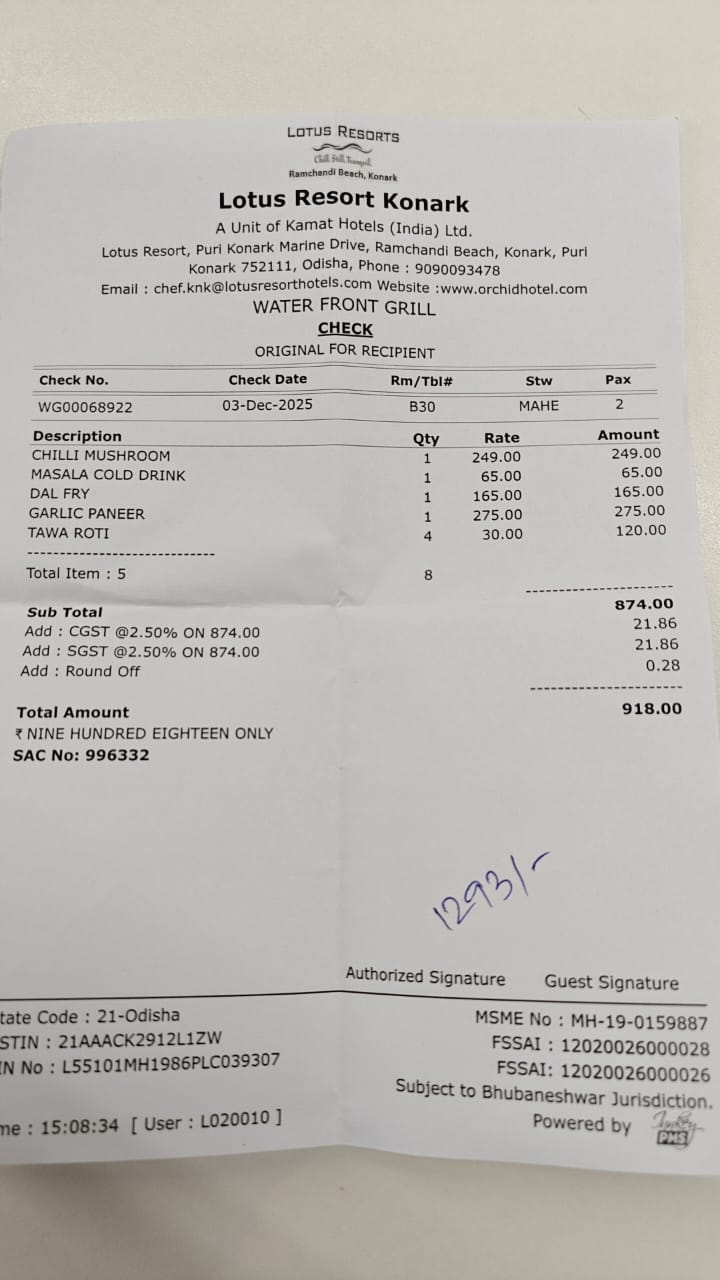 LOTUS RESORTS
Chill. Still. Tranquil.
Ramchandi Beach, Konark
Lotus Resort Konark
A Unit of Kamat Hotels (India) Ltd.
Lotus Resort, Puri Konark Marine Drive, Ramchandi Beach, Konark, Puri
Konark 752111, Odisha, Phone : 9090093478
Email : chef.knk@lotusresorthotels.com Website :www.orchidhotel.com
WATER FRONT GRILL
CHECK
ORIGINAL FOR RECIPIENT
Check No. Check Date Rm/Tbl# Stw Pax
WG00068922 03-Dec-2025 B30 MAHE 2
Description Qty Rate Amount
CHILLI MUSHROOM 1 249.00 249.00
MASALA COLD DRINK 1 65.00 65.00
DAL FRY 1 165.00 165.00
GARLIC PANEER 1 275.00 275.00
TAWA ROTI 4 30.00 120.00
Total Item : 5 8
Sub Total 874.00
Add : CGST @2.50% ON 874.00 21.86
Add : SGST @2.50% ON 874.00 21.86
Add : Round Off 0.28
Total Amount 918.00
₹ NINE HUNDRED EIGHTEEN ONLY
SAC No: 996332
1293/-
Authorized Signature Guest Signature
tate Code : 21-Odisha MSME No : MH-19-0159887
STIN : 21AAACK2912L1ZW FSSAI : 12020026000028
IN No : L55101MH1986PLC039307 FSSAI: 12020026000026
Subject to Bhubaneshwar Jurisdiction.
me : 15:08:34 [ User : L020010 ] Powered by
PMS